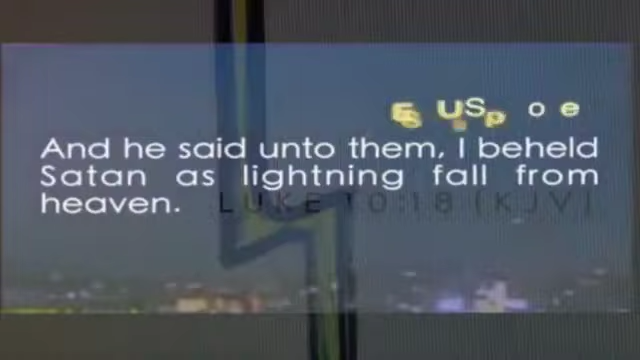 And he said unto them, I beheld
Satan as lightning fall from
heaven. LUKE 10:18 (KJV)